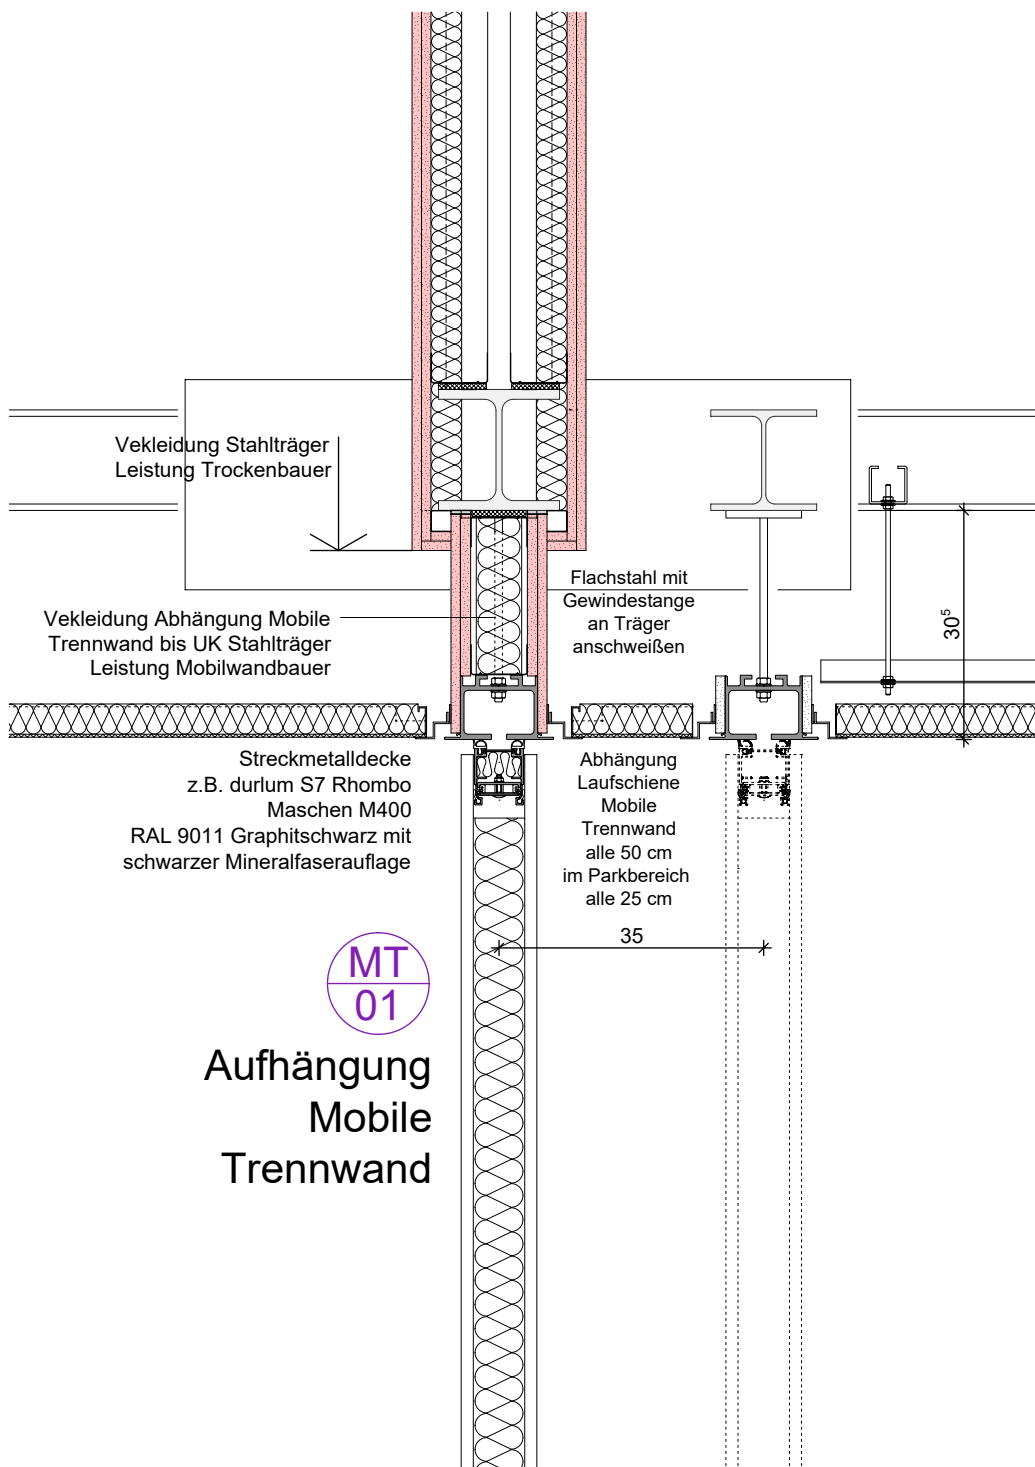 Vekleidung Stahlträger
Leistung Trockenbauer
Flachstahl mit
Gewindestange
an Träger
anschweißen
30⁵
Vekleidung Abhängung Mobile
Trennwand bis UK Stahlträger
Leistung Mobilwandbauer
Streckmetalldecke
z.B. durlum S7 Rhombo
Maschen M400
RAL 9011 Graphitschwarz mit
schwarzer Mineralfaserauflage
Abhängung
Laufschiene
Mobile
Trennwand
alle 50 cm
im Parkbereich
alle 25 cm
35
MT
01
Aufhängung
Mobile
Trennwand